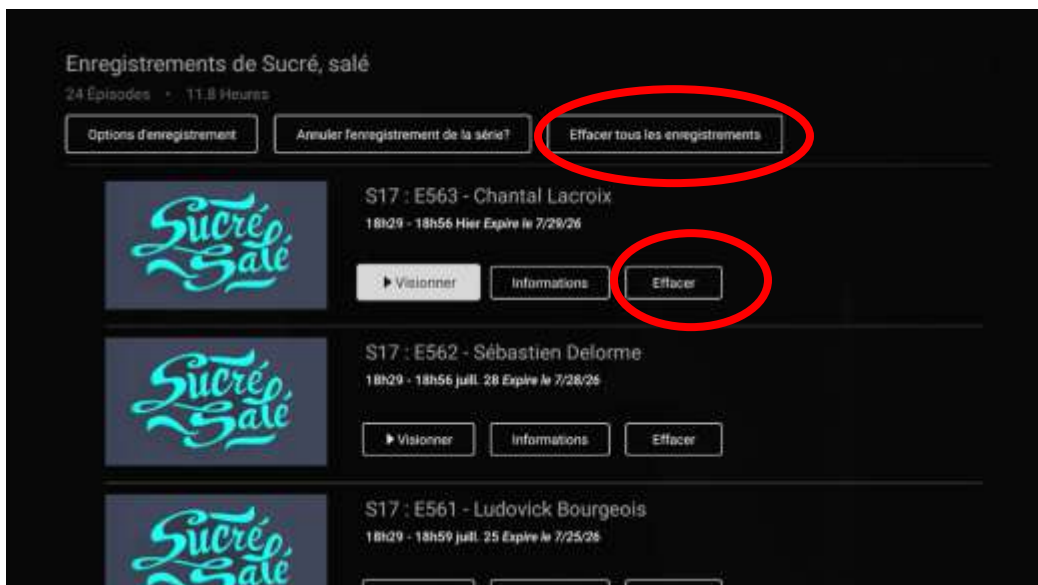 Enregistrements de Sucré, salé
24 Épisodes • 11.8 Heures
Options d'enregistrement Annuler l'enregistrement de la série? Effacer tous les enregistrements
Sucré, Salé
S17 : E563 - Chantal Lacroix
18h29 - 18h56 Hier Expire le 7/29/26
Visionner Informations Effacer
Sucré, Salé
S17 : E562 - Sébastien Delorme
18h29 - 18h56 juill. 28 Expire le 7/28/26
Visionner Informations Effacer
Sucré, Salé
S17 : E561 - Ludovick Bourgeois
18h29 - 18h59 juill. 25 Expire le 7/25/26